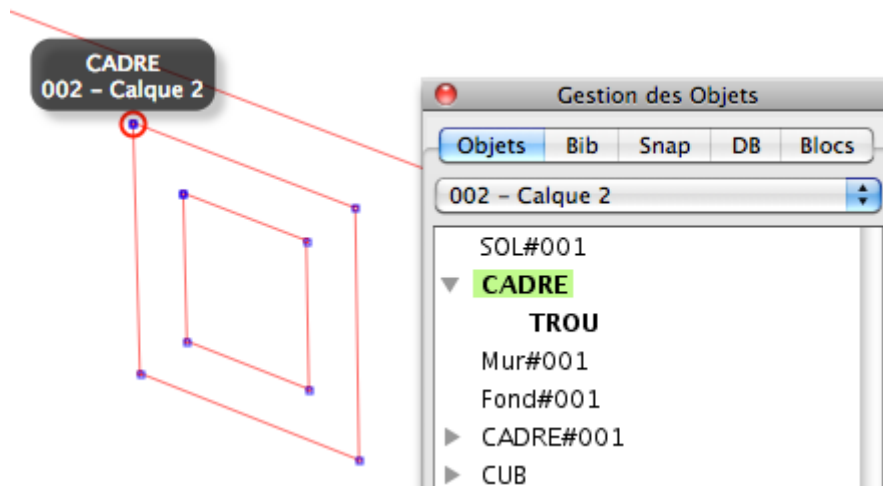 CADRE
002 – Calque 2
Gestion des Objets
Objets Bib Snap DB Blocs
002 – Calque 2
SOL#001
CADRE
TROU
Mur#001
Fond#001
CADRE#001
CUB